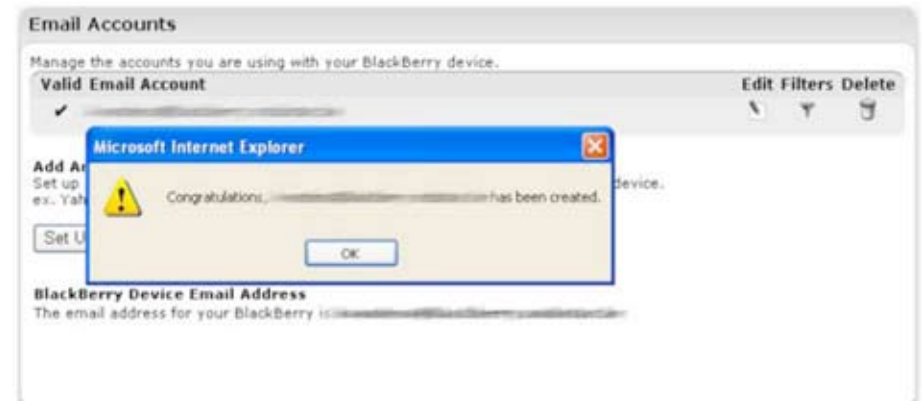 Email Accounts
Manage the accounts you are using with your BlackBerry device.
Valid Email Account Edit Filters Delete
Microsoft Internet Explorer
Congratulations, has been created.
OK
Add
Set up device.
ex.
Set
BlackBerry Device Email Address
The email address for your BlackBerry is